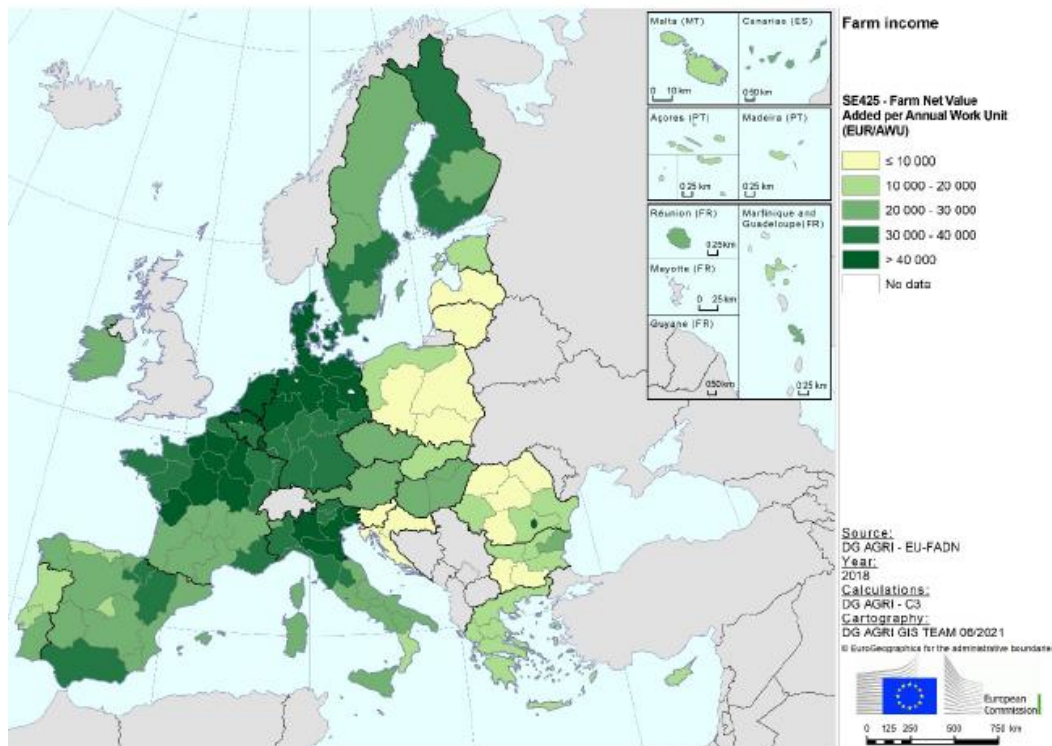 Malta (MT)
0 10 km
Canarias (ES)
0 50 km
Açores (PT)
0 25 km
Madeira (PT)
0 25 km
Réunion (FR)
0 25 km
Mayotte (FR)
0 25 km
Guyane (FR)
0 50 km
Martinique and
Guadeloupe (FR)
0 25 km
Farm income
SE425 - Farm Net Value
Added per Annual Work Unit
(EUR/AWU)
≤ 10 000
10 000 - 20 000
20 000 - 30 000
30 000 - 40 000
> 40 000
No data
Source:
DG AGRI - EU-FADN
Year:
2018
Calculations:
DG AGRI - C3
Cartography:
DG AGRI GIS TEAM 06/2021
© EuroGeographics for the administrative boundarie
European
Commission
0 125 250 500 750 km